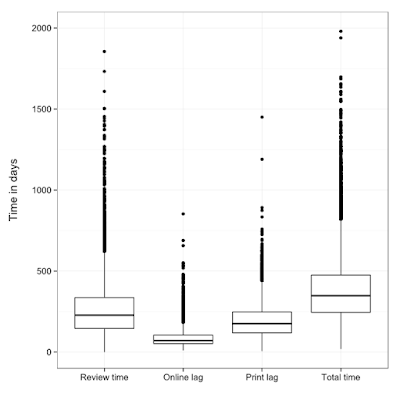 Time in days
2000
1500
1000
500
0
Review time
Online lag
Print lag
Total time